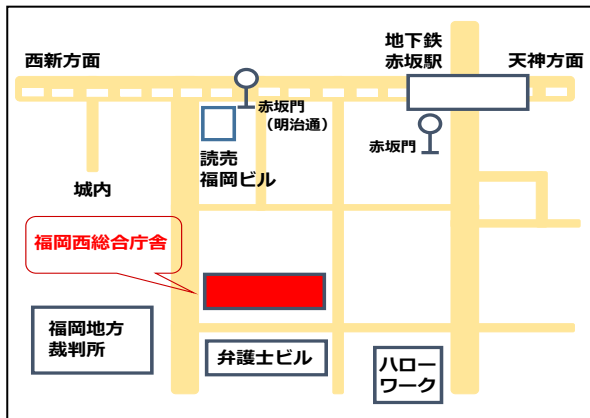 西新方面
地下鉄
赤坂駅
天神方面
赤坂門
（明治通）
赤坂門
読売
福岡ビル
城内
福岡西総合庁舎
福岡地方
裁判所
弁護士ビル
ハロー
ワーク